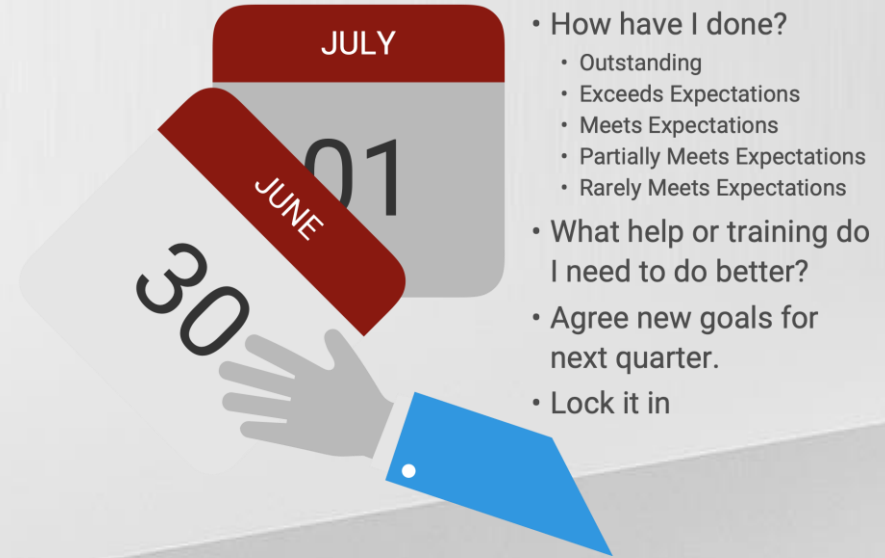 JULY
01
JUNE
30
• How have I done?
• Outstanding
• Exceeds Expectations
• Meets Expectations
• Partially Meets Expectations
• Rarely Meets Expectations
• What help or training do
I need to do better?
• Agree new goals for
next quarter.
• Lock it in